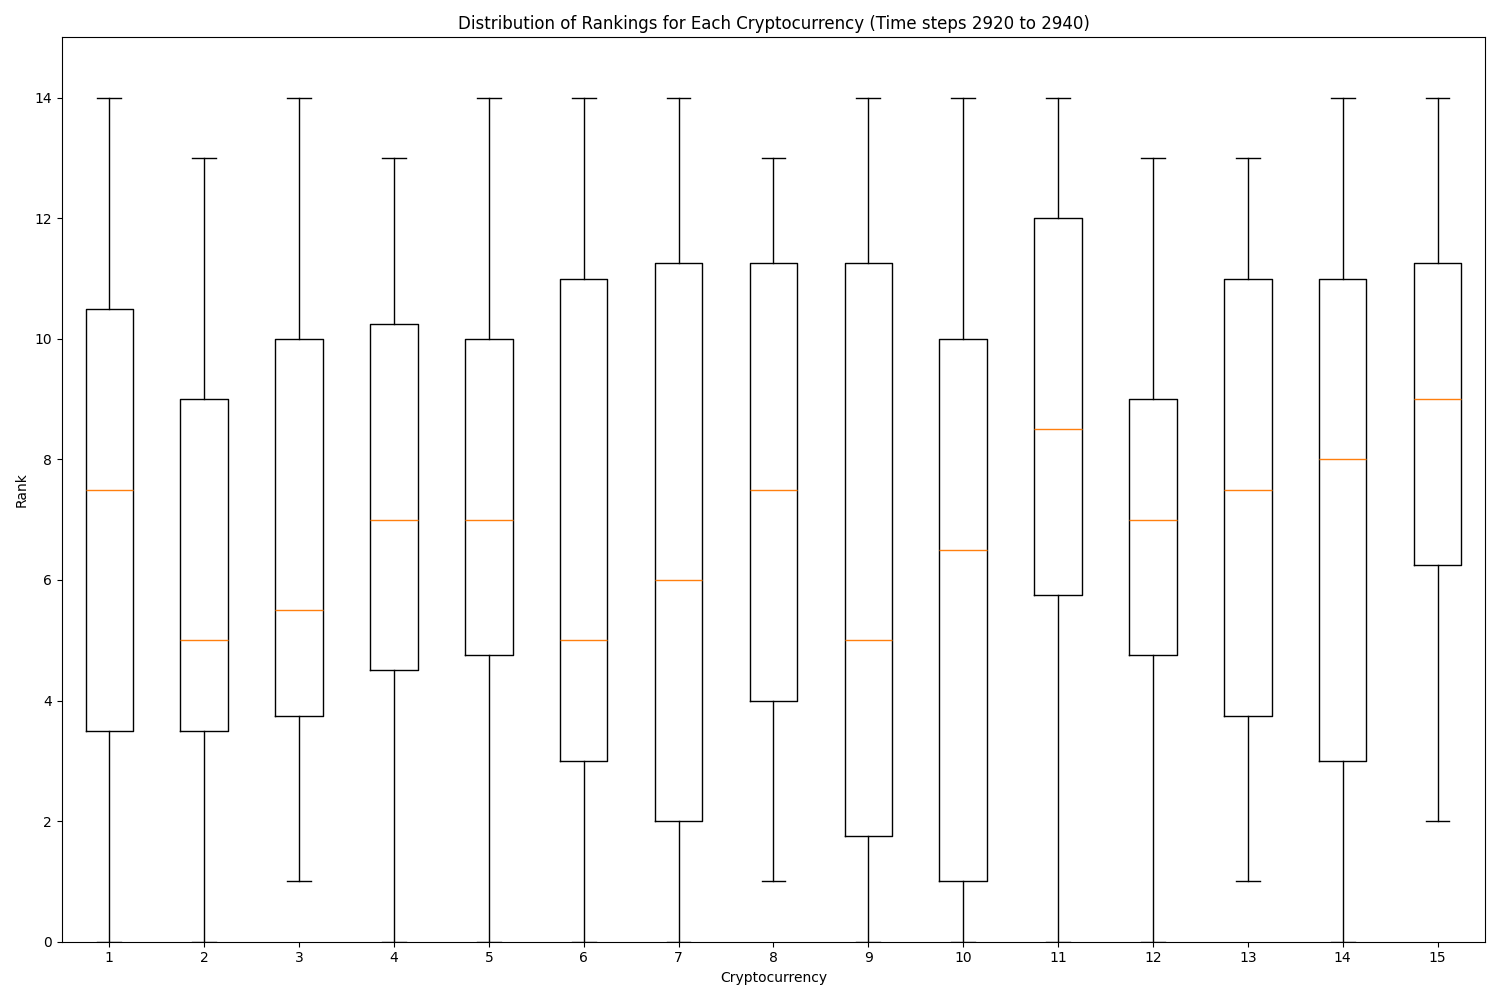 Distribution of Rankings for Each Cryptocurrency (Time steps 2920 to 2940)
14
12
10
8
6
4
2
0
Rank
1 2 3 4 5 6 7 8 9 10 11 12 13 14 15
Cryptocurrency